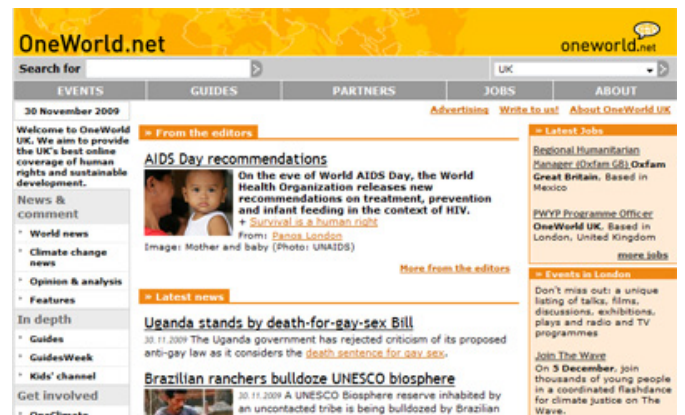 OneWorld.net
oneworld.net
Search for
UK
EVENTS GUIDES PARTNERS JOBS ABOUT
30 November 2009
Advertising Write to us! About OneWorld UK
Welcome to OneWorld
UK. We aim to provide
the UK's best online
coverage of human
rights and sustainable
development.
News &
comment
World news
Climate change
news
Opinion & analysis
Features
In depth
Guides
GuidesWeek
Kids' channel
Get involved
OneClimate
» From the editors
AIDS Day recommendations
On the eve of World AIDS Day, the World
Health Organization releases new
recommendations on treatment, prevention
and infant feeding in the context of HIV.
+ Survival is a human right
From: Panos London
Image: Mother and baby (Photo: UNAIDS)
More from the editors
» Latest news
Uganda stands by death-for-gay-sex Bill
30.11.2009 The Uganda government has rejected criticism of its proposed
anti-gay law as it considers the death sentence for gay sex.
Brazilian ranchers bulldoze UNESCO biosphere
30.11.2009 A UNESCO Biosphere reserve inhabited by
an uncontacted tribe is being bulldozed by Brazilian
» Latest Jobs
Regional Humanitarian
Manager (Oxfam GB) Oxfam
Great Britain. Based in
Mexico
PWYP Programme Officer
OneWorld UK. Based in
London, United Kingdom
more jobs
» Events in London
Don't miss out: a unique
listing of talks, films,
discussions, exhibitions,
plays and radio and TV
programmes
Join The Wave
On 5 December, join
thousands of young people
in a coordinated flashdance
for climate justice on The
Wave.